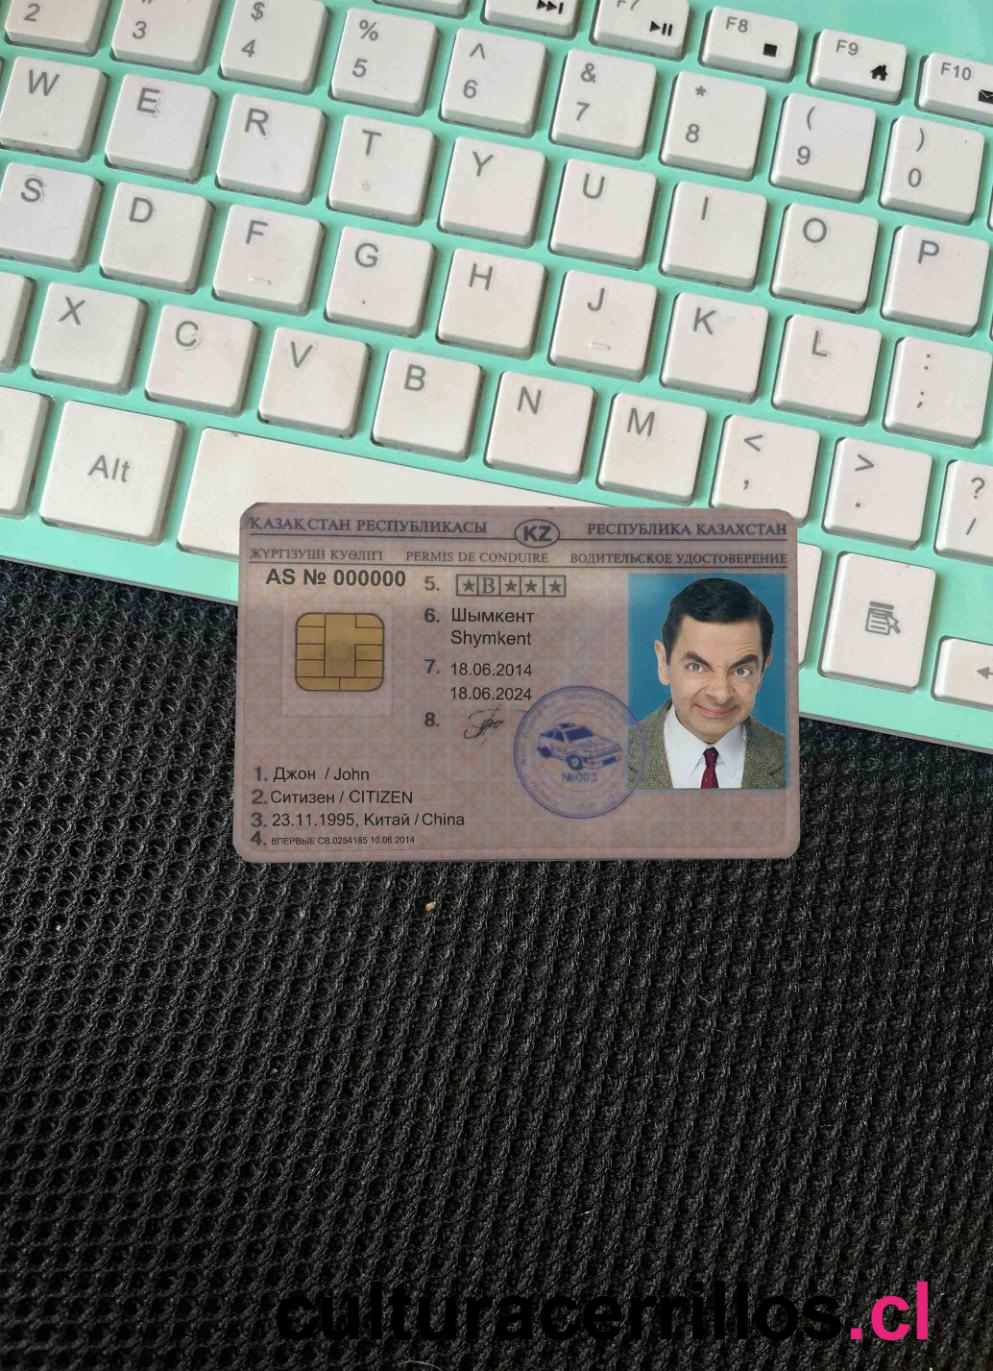 2
3
$
4
%
5
^
6
&
7
*
8
(
9
)
0
F7
F8
F9
F10
W
E
R
T
Y
U
I
O
P
S
D
F
G
H
J
K
L
:
;
X
C
V
B
N
M
<
,
>
.
?
/
Alt
ҚАЗАҚСТАН РЕСПУБЛИКАСЫ KZ РЕСПУБЛИКА КАЗАХСТАН
ЖҮРГІЗУШІ КУӘЛІГІ PERMIS DE CONDUIRE ВОДИТЕЛЬСКОЕ УДОСТОВЕРЕНИЕ
AS № 000000
5. ★B★★★
6. Шымкент
Shymkent
7. 18.06.2014
18.06.2024
8.
№003
1. Джон / John
2. Ситизен / CITIZEN
3. 23.11.1995, Китай / China
4. ВПЕРВЫЕ СВ.0264165 10.06.2014
culturacerrillos.cl